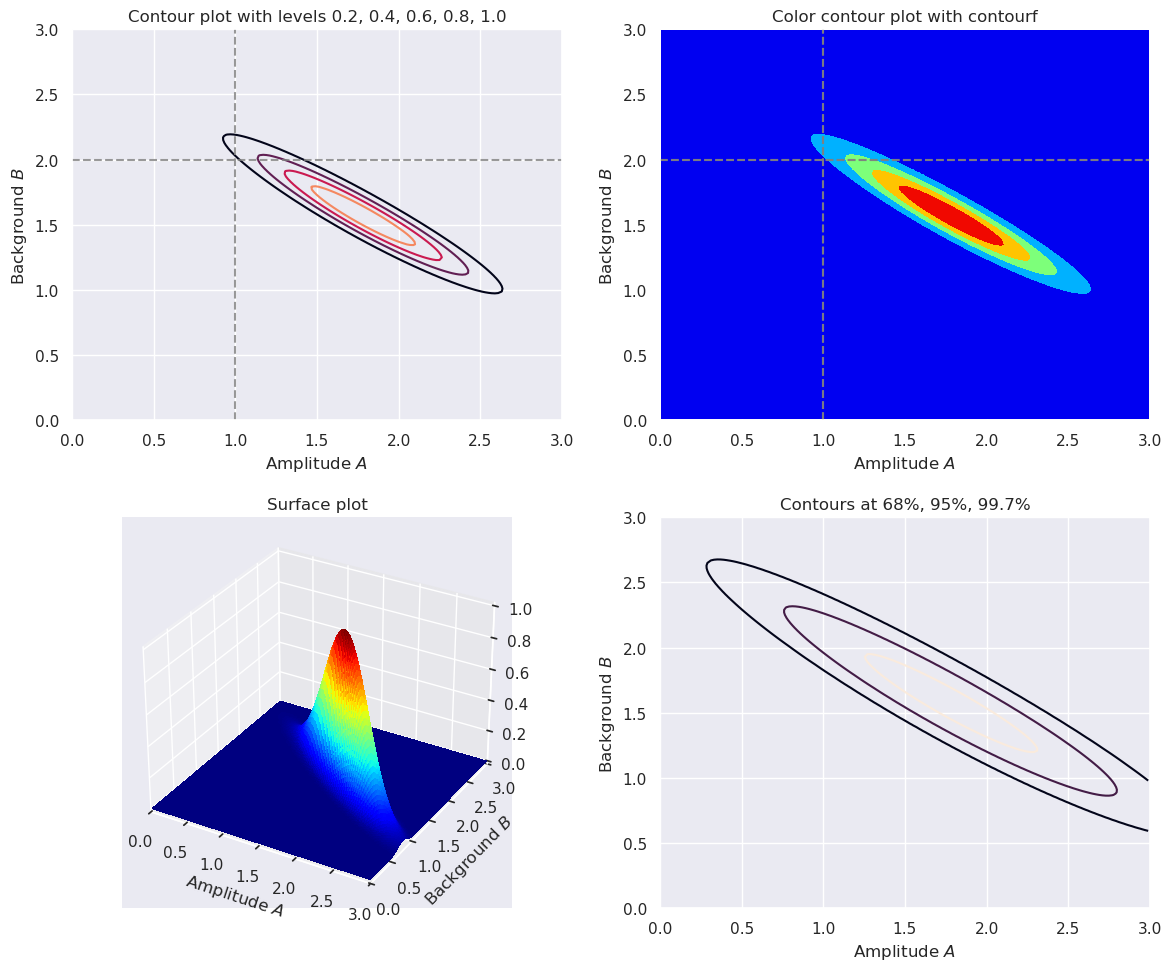 Contour plot with levels 0.2, 0.4, 0.6, 0.8, 1.0
3.0
2.5
2.0
1.5
1.0
0.5
0.0
Background B
0.0 0.5 1.0 1.5 2.0 2.5 3.0
Amplitude A
Color contour plot with contourf
3.0
2.5
2.0
1.5
1.0
0.5
0.0
Background B
0.0 0.5 1.0 1.5 2.0 2.5 3.0
Amplitude A
Surface plot
1.0
0.8
0.6
0.4
0.2
0.0
0.0 0.5 1.0 1.5 2.0 2.5 3.0
Amplitude A
0.0 0.5 1.0 1.5 2.0 2.5 3.0
Background B
Contours at 68%, 95%, 99.7%
3.0
2.5
2.0
1.5
1.0
0.5
0.0
Background B
0.0 0.5 1.0 1.5 2.0 2.5 3.0
Amplitude A